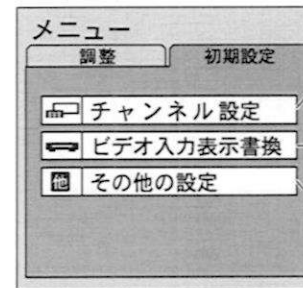 メニュー
調整 初期設定
チャンネル設定
ビデオ入力表示書換
他 その他の設定